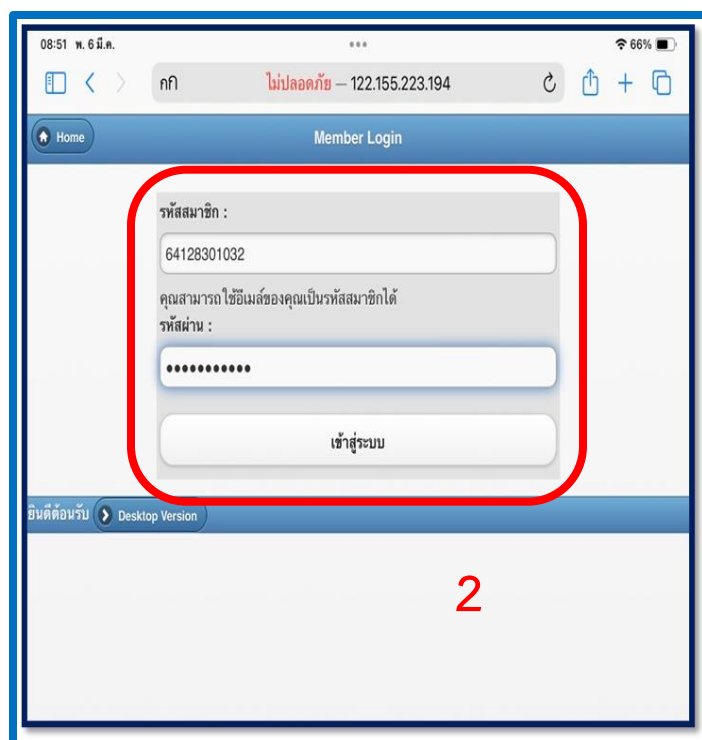 08:51 พ. 6 มี.ค.
66%
กกิ ไม่ปลอดภัย — 122.155.223.194
Home
Member Login
รหัสสมาชิก :
64128301032
คุณสามารถใช้อีเมล์ของคุณเป็นรหัสสมาชิกได้
รหัสผ่าน :
•••••••••••
เข้าสู่ระบบ
ยินดีต้อนรับ Desktop Version
2